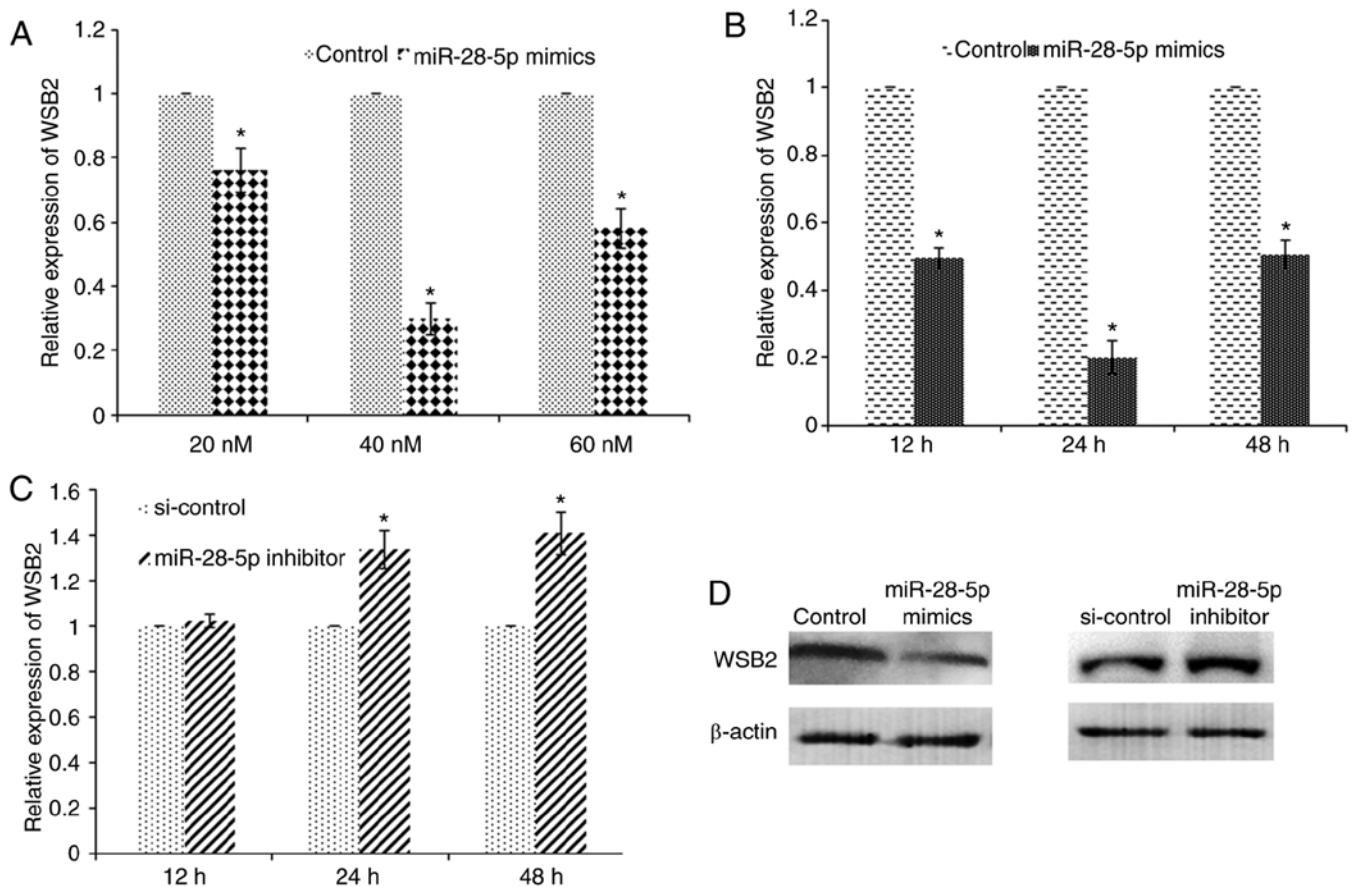 A
Relative expression of WSB2
1.2
1
0.8
0.6
0.4
0.2
0
Control miR-28-5p mimics
*
*
*
20 nM 40 nM 60 nM
B
Relative expression of WSB2
1.2
1
0.8
0.6
0.4
0.2
0
Control miR-28-5p mimics
*
*
*
12 h 24 h 48 h
C
Relative expression of WSB2
1.6
1.4
1.2
1
0.8
0.6
0.4
0.2
0
si-control
miR-28-5p inhibitor
*
*
12 h 24 h 48 h
D
Control
miR-28-5p
mimics
si-control
miR-28-5p
inhibitor
WSB2
β-actin